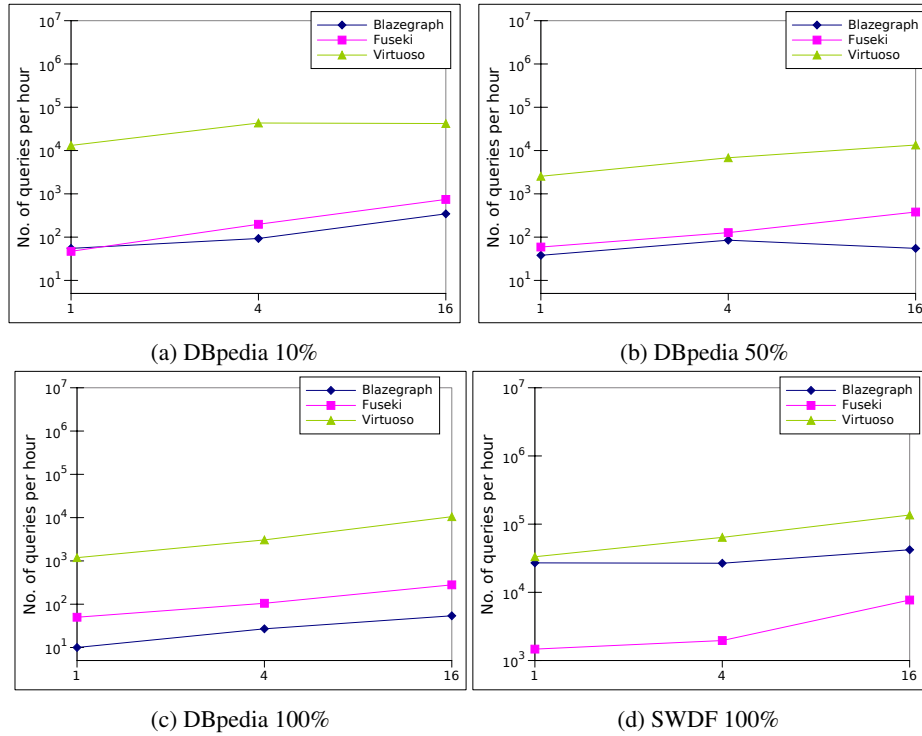 10^7
10^6
10^5
10^4
10^3
10^2
10^1
No. of queries per hour
Blazegraph
Fuseki
Virtuoso
1 4 16
(a) DBpedia 10%
10^7
10^6
10^5
10^4
10^3
10^2
10^1
No. of queries per hour
Blazegraph
Fuseki
Virtuoso
1 4 16
(b) DBpedia 50%
10^7
10^6
10^5
10^4
10^3
10^2
10^1
No. of queries per hour
Blazegraph
Fuseki
Virtuoso
1 4 16
(c) DBpedia 100%
10^7
10^6
10^5
10^4
10^3
No. of queries per hour
Blazegraph
Fuseki
Virtuoso
1 4 16
(d) SWDF 100%